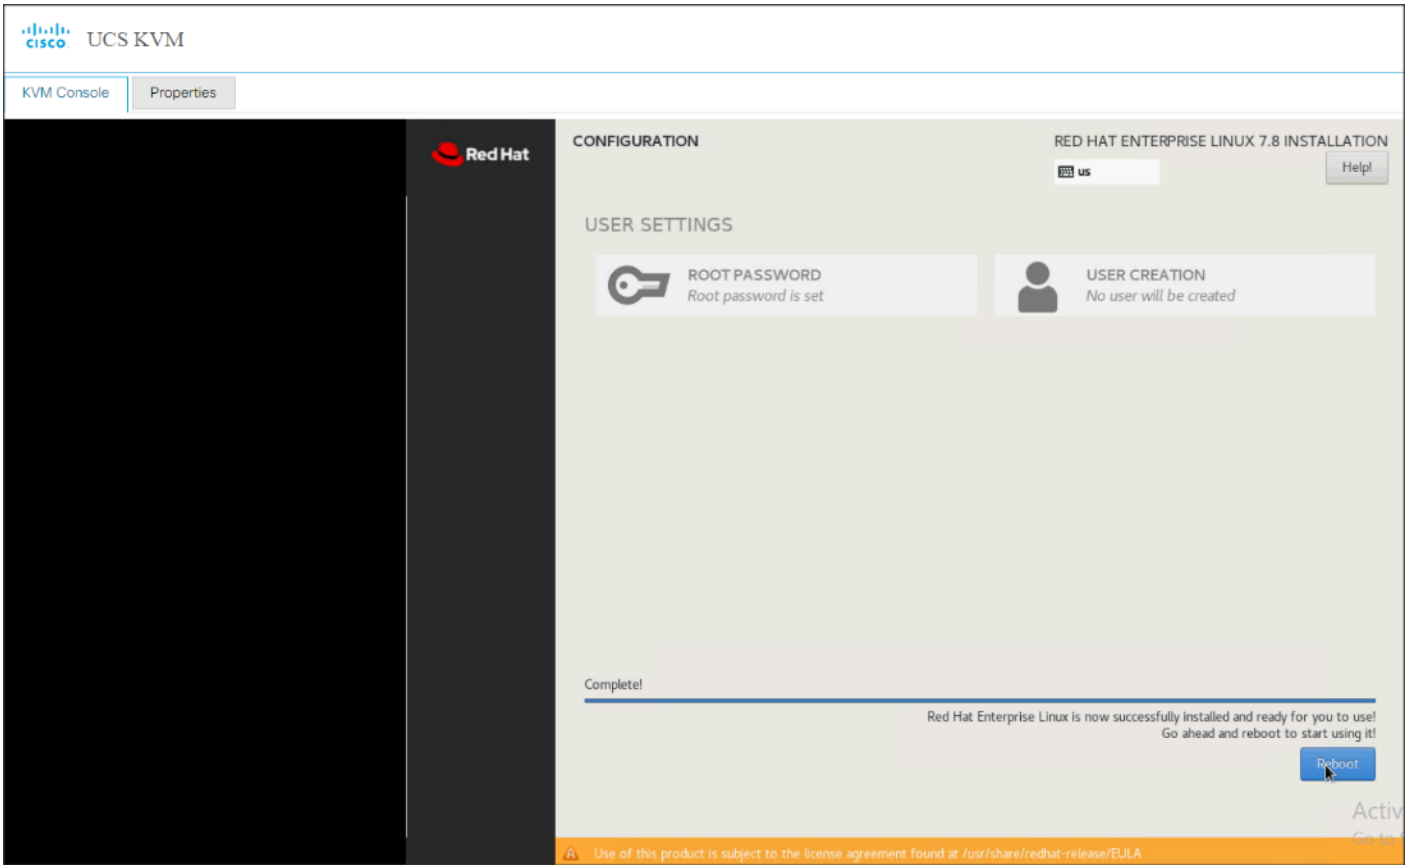 CISCO UCS KVM
KVM Console Properties
Red Hat
CONFIGURATION
RED HAT ENTERPRISE LINUX 7.8 INSTALLATION
us
Help!
USER SETTINGS
ROOT PASSWORD
Root password is set
USER CREATION
No user will be created
Complete!
Red Hat Enterprise Linux is now successfully installed and ready for you to use!
Go ahead and reboot to start using it!
Reboot
Activ
Go to
Use of this product is subject to the license agreement found at /usr/share/redhat-release/EULA